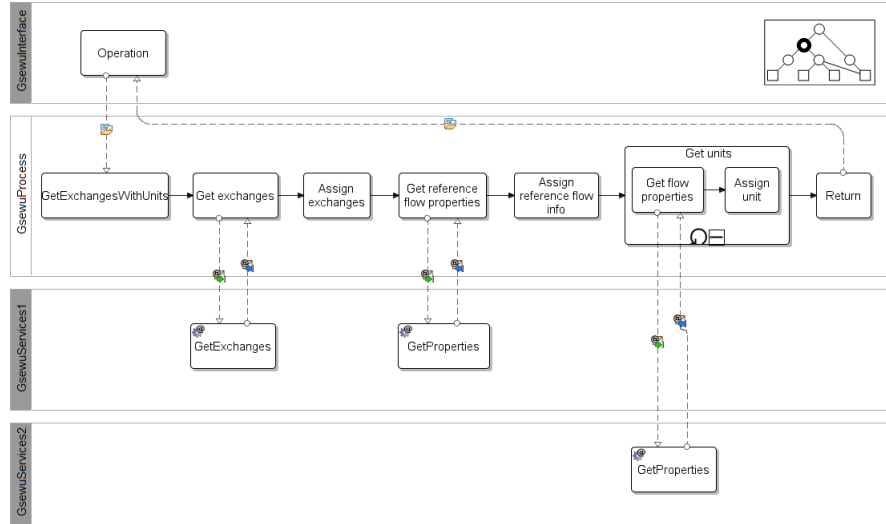 GsewuInterface
Operation
GsewuProcess
GetExchangesWithUnits
Get exchanges
Assign
exchanges
Get reference
flow properties
Assign
reference flow
info
Get units
Get flow
properties
Assign
unit
Return
GsewuServices1
GetExchanges
GetProperties
GsewuServices2
GetProperties